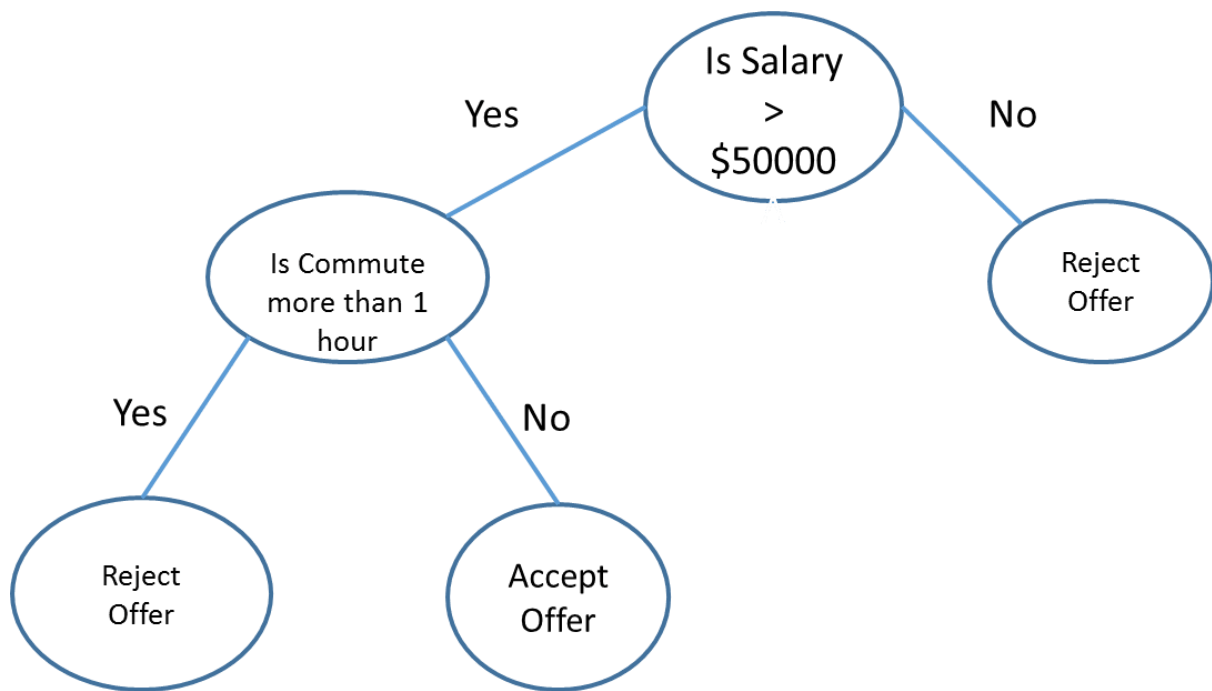 Is Salary
>
$50000
Yes
No
Is Commute
more than 1
hour
Reject
Offer
Yes
No
Reject
Offer
Accept
Offer